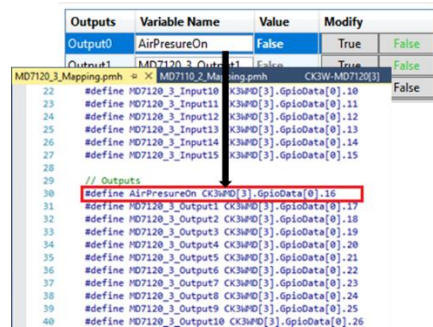 Outputs Variable Name Value Modify
Output0 AirPresureOn False True False
Output1 MD7120_3_Output1 False True False
False
MD7120_3_Mapping.pmh MD7110_2_Mapping.pmh CK3W-MD7120[3]
22 #define MD7120_3_Input10 CK3WMD[3].GpioData[0].10
23 #define MD7120_3_Input11 CK3WMD[3].GpioData[0].11
24 #define MD7120_3_Input12 CK3WMD[3].GpioData[0].12
25 #define MD7120_3_Input13 CK3WMD[3].GpioData[0].13
26 #define MD7120_3_Input14 CK3WMD[3].GpioData[0].14
27 #define MD7120_3_Input15 CK3WMD[3].GpioData[0].15
28
29 // Outputs
30 #define AirPresureOn CK3WMD[3].GpioData[0].16
31 #define MD7120_3_Output1 CK3WMD[3].GpioData[0].17
32 #define MD7120_3_Output2 CK3WMD[3].GpioData[0].18
33 #define MD7120_3_Output3 CK3WMD[3].GpioData[0].19
34 #define MD7120_3_Output4 CK3WMD[3].GpioData[0].20
35 #define MD7120_3_Output5 CK3WMD[3].GpioData[0].21
36 #define MD7120_3_Output6 CK3WMD[3].GpioData[0].22
37 #define MD7120_3_Output7 CK3WMD[3].GpioData[0].23
38 #define MD7120_3_Output8 CK3WMD[3].GpioData[0].24
39 #define MD7120_3_Output9 CK3WMD[3].GpioData[0].25
40 #define MD7120_3_Output10 CK3WMD[3].GpioData[0].26